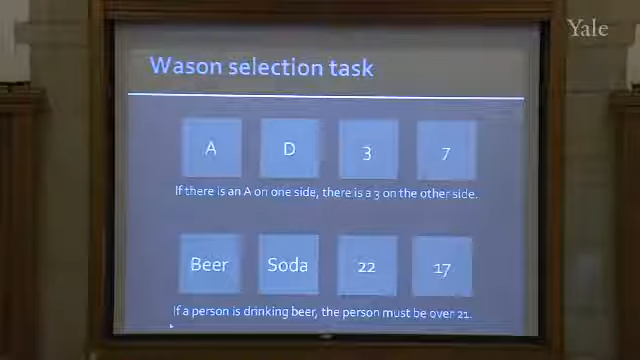 Yale
Wason selection task
A D 3 7
If there is an A on one side, there is a 3 on the other side.
Beer Soda 22 17
If a person is drinking beer, the person must be over 21.